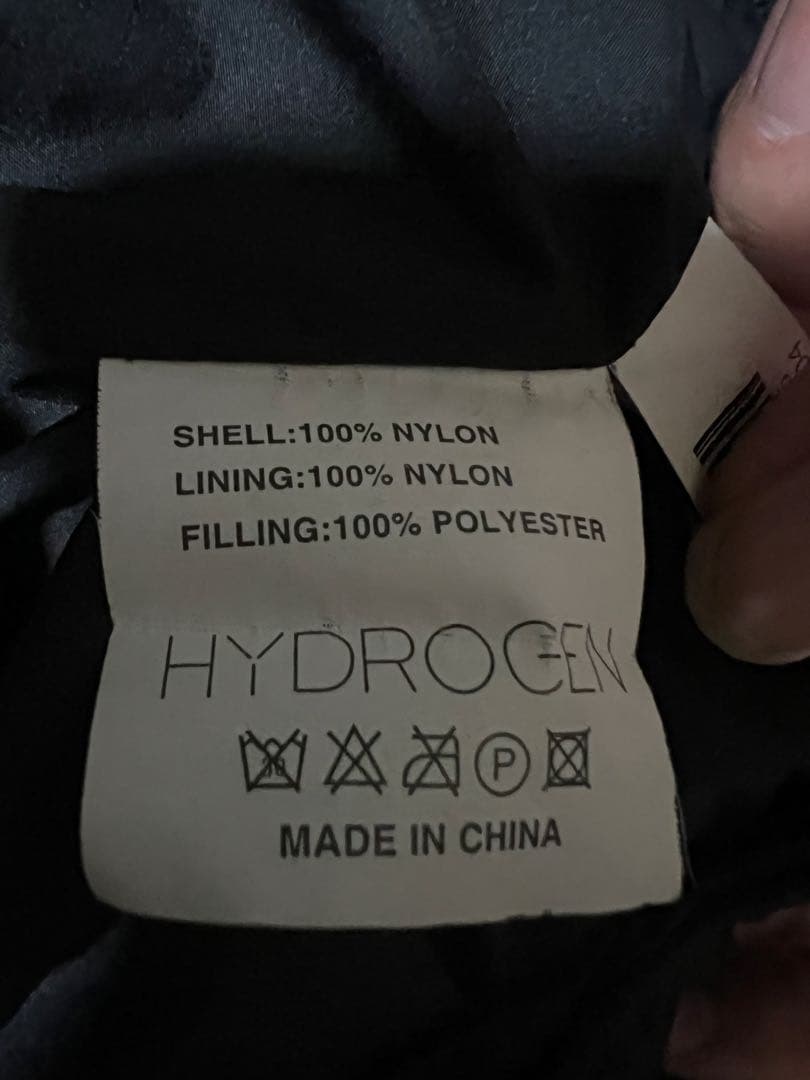 SHELL:100% NYLON
LINING:100% NYLON
FILLING:100% POLYESTER
HYDROGEN
P
MADE IN CHINA